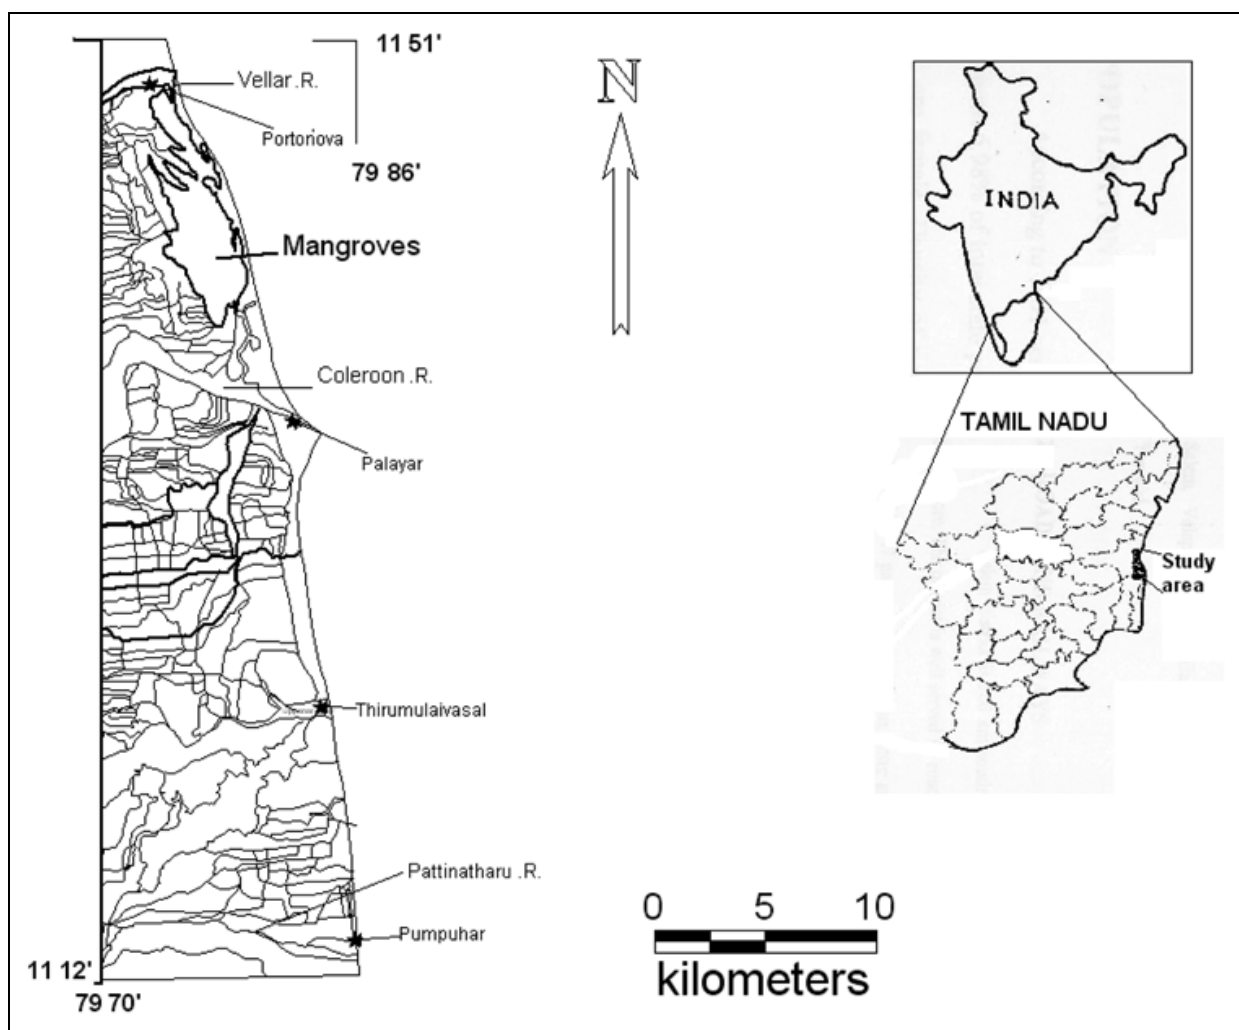 11 51'
Vellar .R.
Portoriova
79 86'
Mangroves
Coleroon .R.
Palayar
Thirumulaivasal
Pattinatharu .R.
Pumpuhar
11 12'
79 70'
N
INDIA
TAMIL NADU
Study
area
0 5 10
kilometers